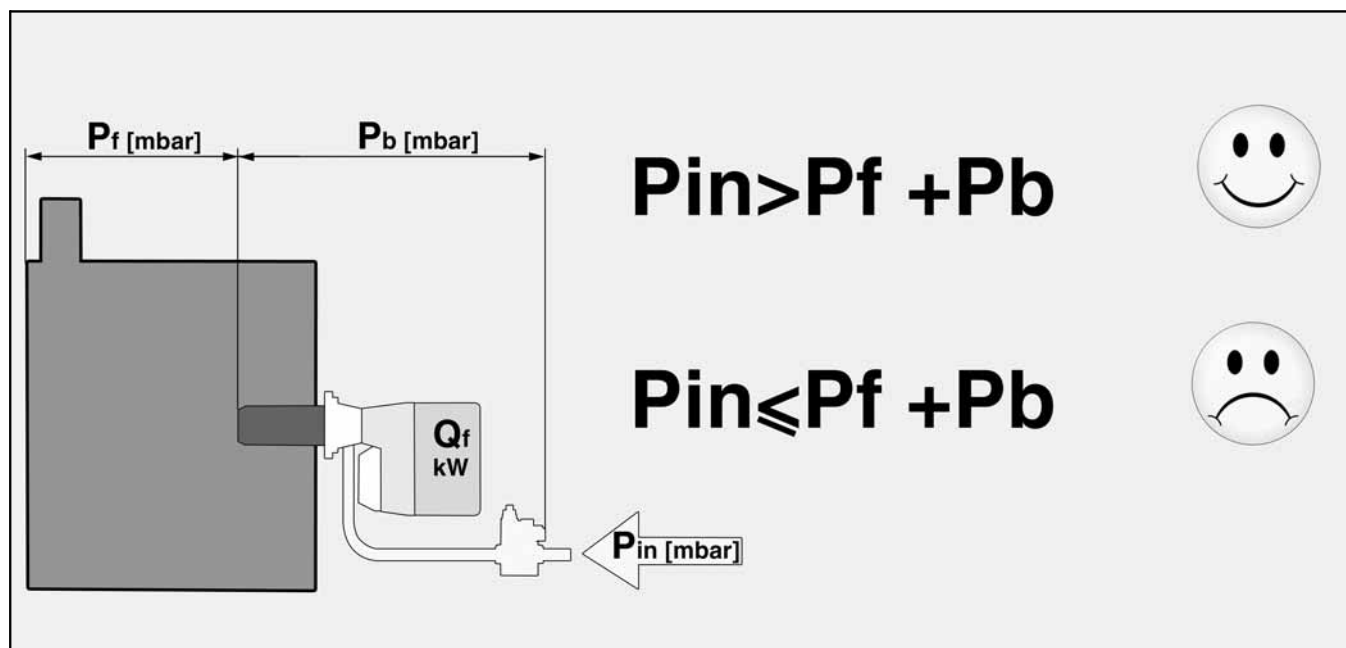 Pf [mbar]
Pb [mbar]
Pin>Pf +Pb
Pin⩽Pf +Pb
Qf
kW
Pin [mbar]